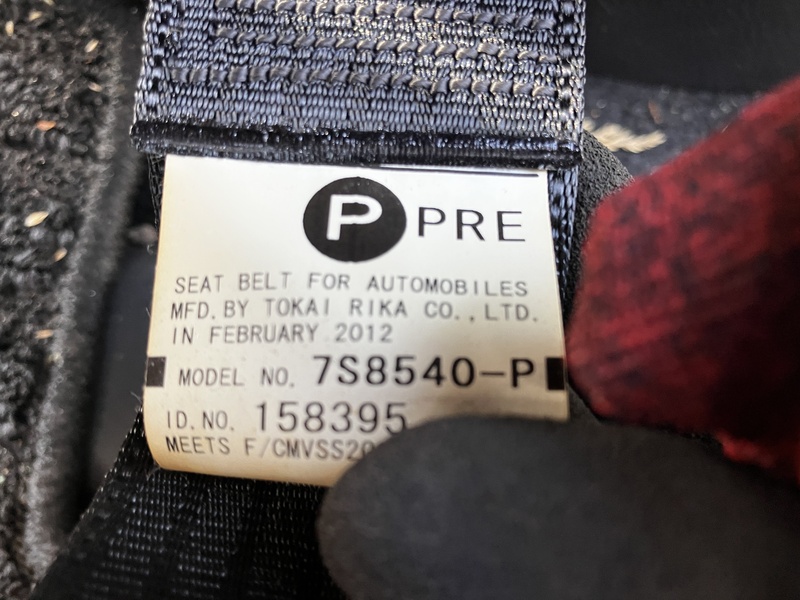 P PRE
SEAT BELT FOR AUTOMOBILES
MFD. BY TOKAI RIKA CO., LTD.
IN FEBRUARY 2012
MODEL NO. 7S8540-P
ID. NO. 158395
MEETS